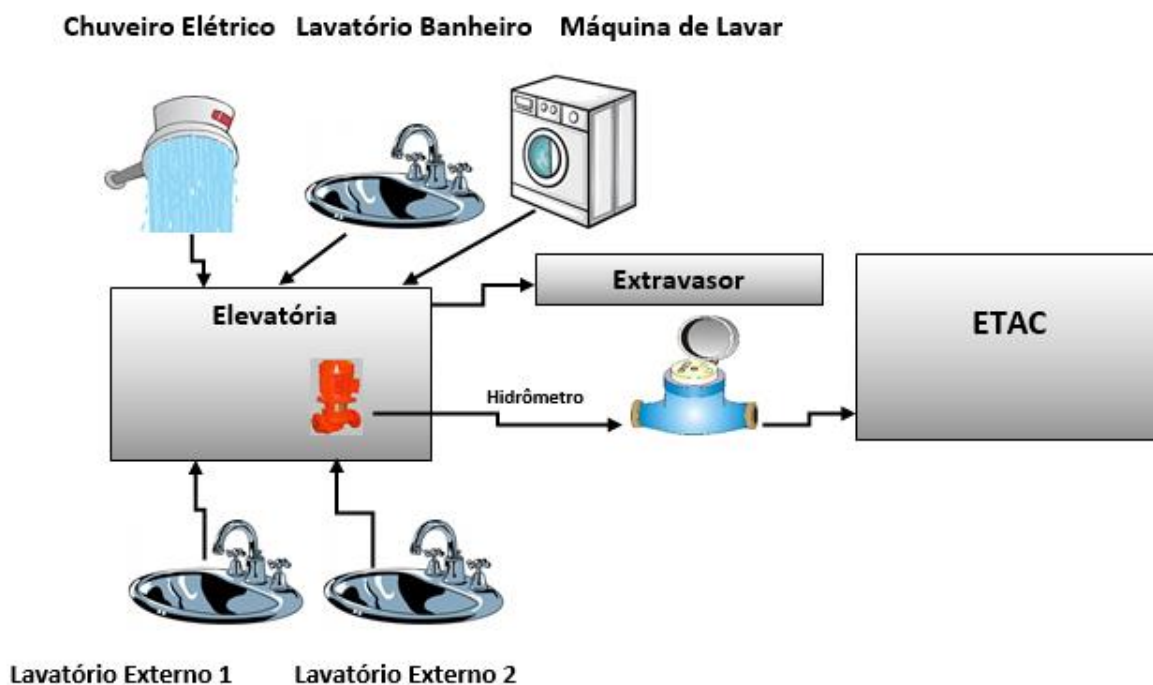 Chuveiro Elétrico
Lavatório Banheiro
Máquina de Lavar
Elevatória
Extravasor
ETAC
Hidrômetro
Lavatório Externo 1
Lavatório Externo 2